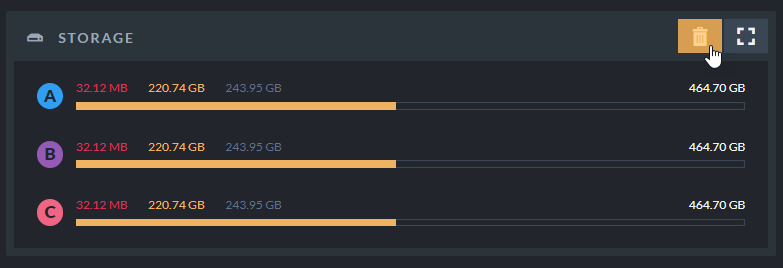 STORAGE
A 32.12 MB 220.74 GB 243.95 GB 464.70 GB
B 32.12 MB 220.74 GB 243.95 GB 464.70 GB
C 32.12 MB 220.74 GB 243.95 GB 464.70 GB